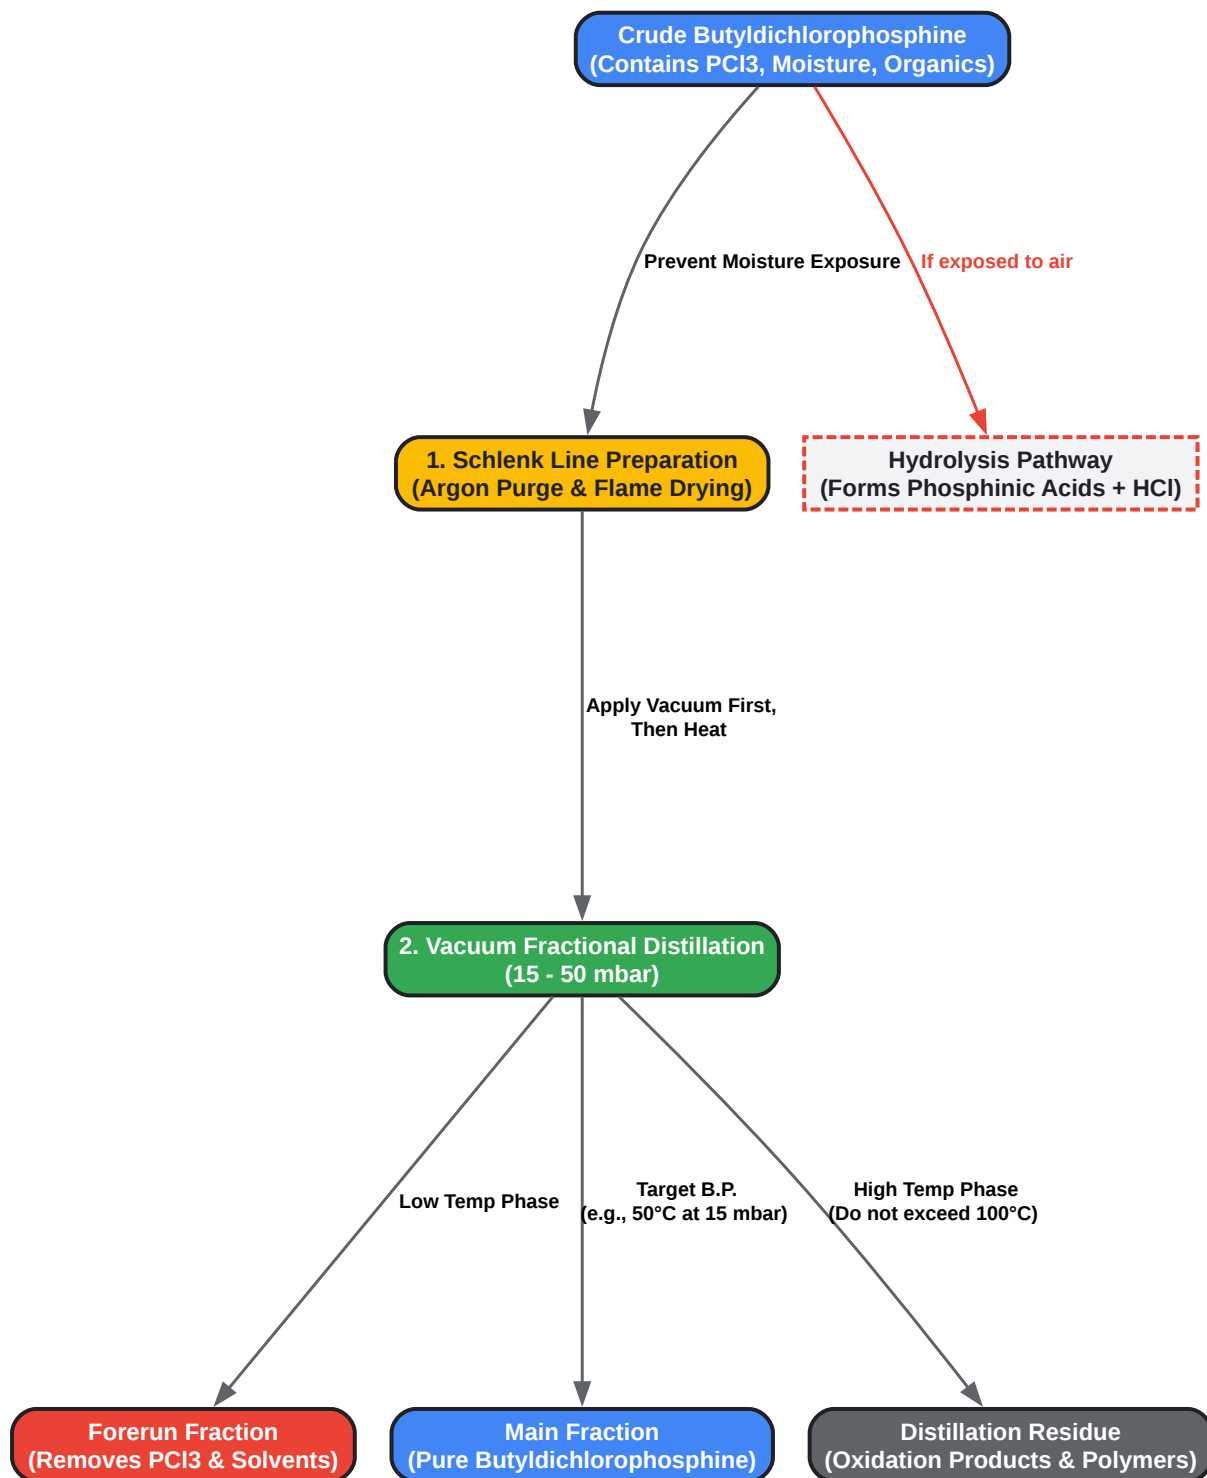 Crude Butyldichlorophosphine
(Contains PCl3, Moisture, Organics)
Prevent Moisture Exposure
If exposed to air
1. Schlenk Line Preparation
(Argon Purge & Flame Drying)
Hydrolysis Pathway
(Forms Phosphinic Acids + HCl)
Apply Vacuum First,
Then Heat
2. Vacuum Fractional Distillation
(15 - 50 mbar)
Low Temp Phase
Target B.P.
(e.g., 50°C at 15 mbar)
High Temp Phase
(Do not exceed 100°C)
Forerun Fraction
(Removes PCl3 & Solvents)
Main Fraction
(Pure Butyldichlorophosphine)
Distillation Residue
(Oxidation Products & Polymers)